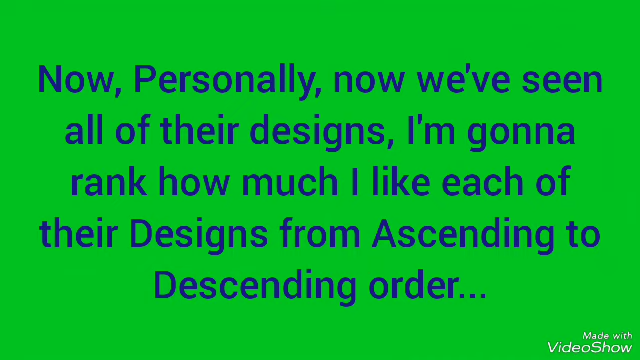 Now, Personally, now we've seen
all of their designs, I'm gonna
rank how much I like each of
their Designs from Ascending to
Descending order...
Made with
VideoShow